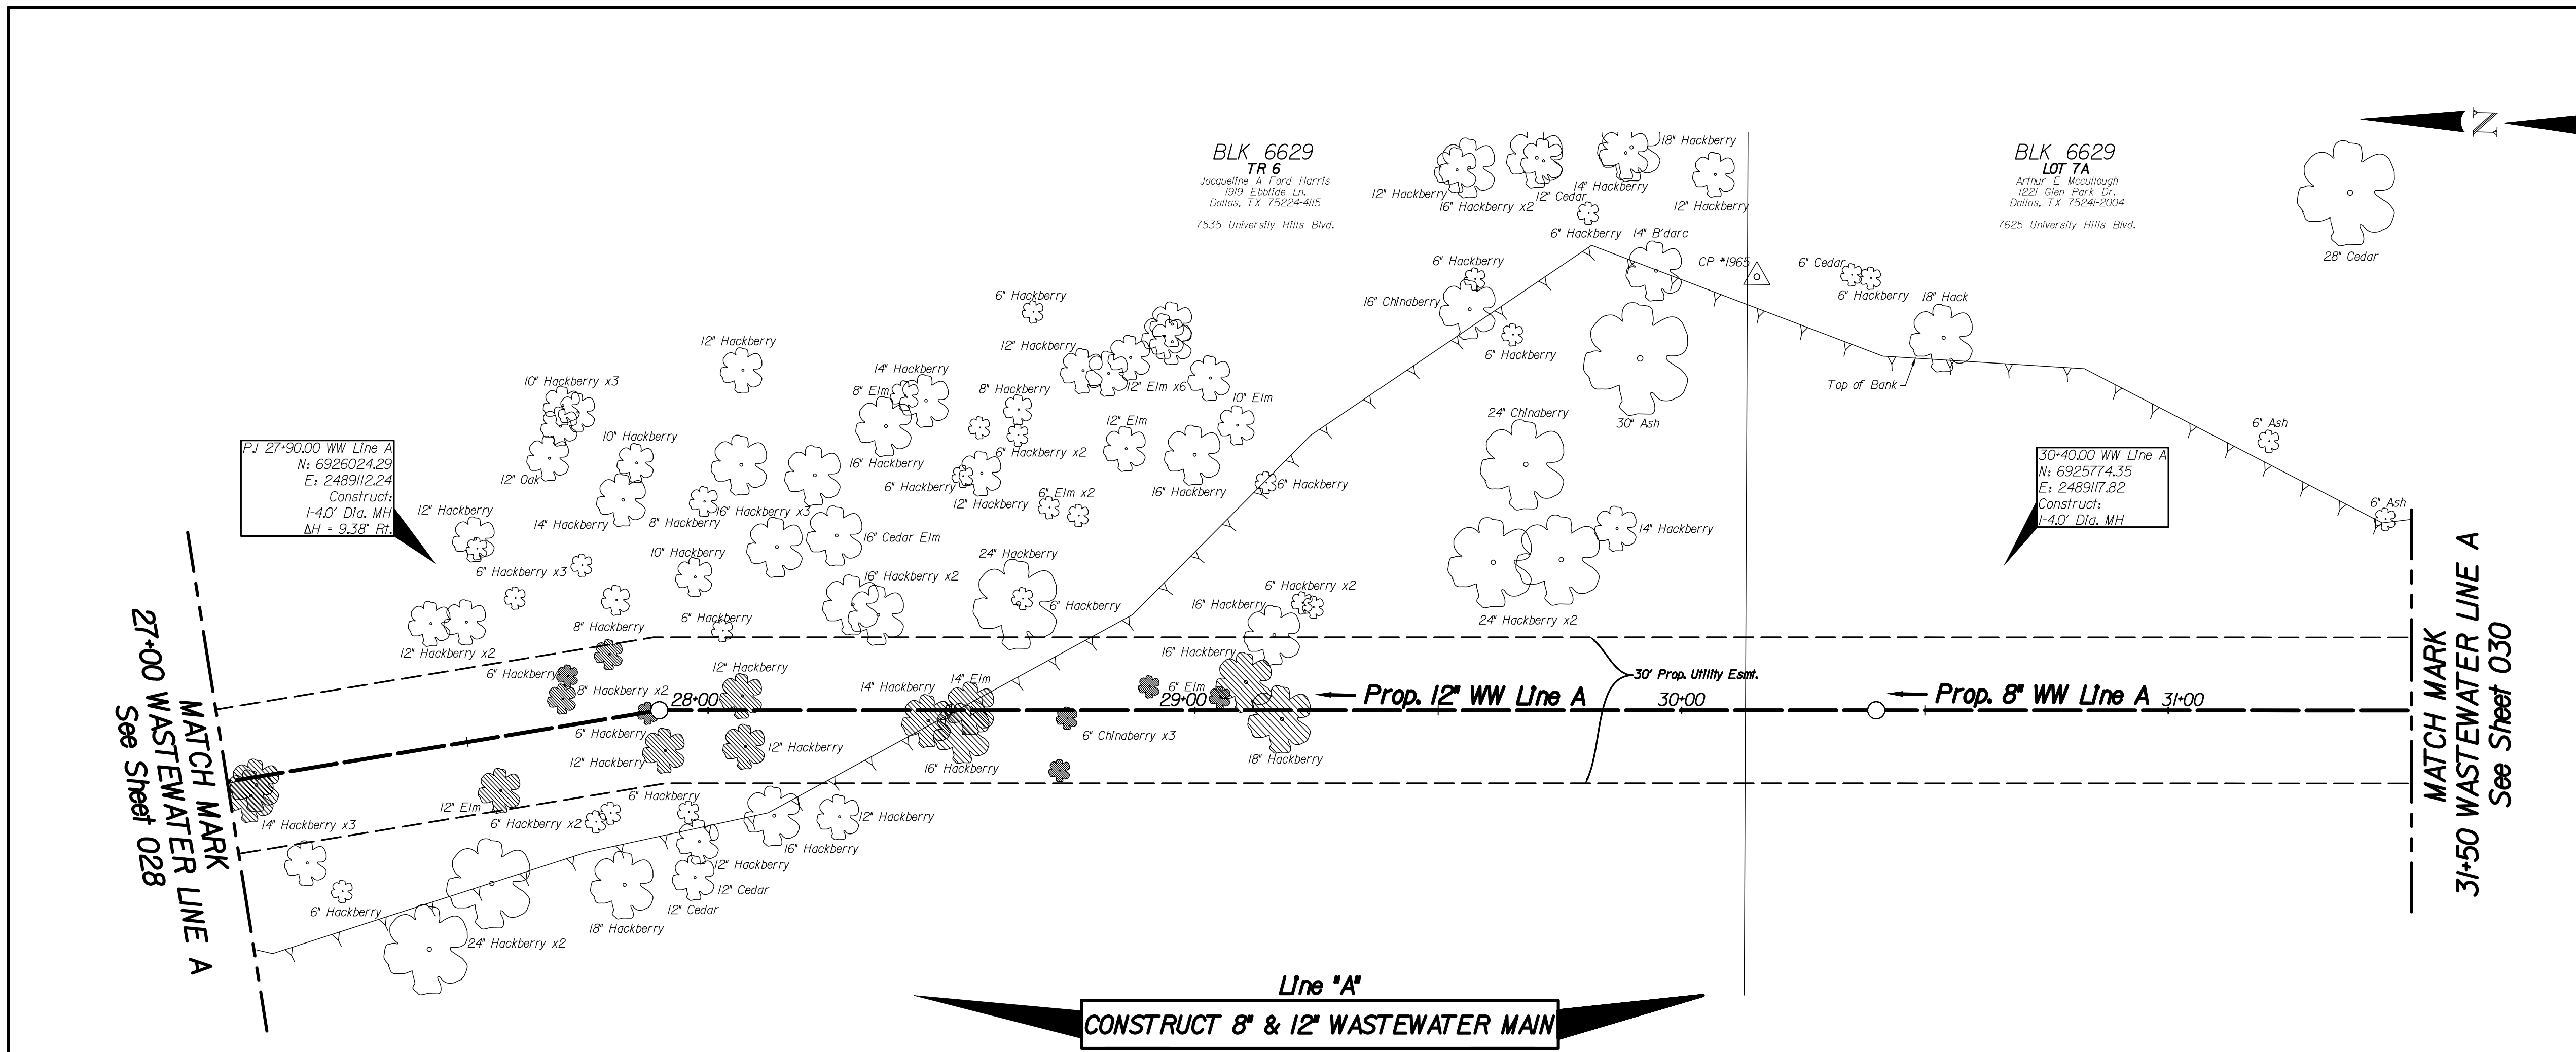 N
BLK 6629
TR 6
Jacqueline A Ford Harris
1919 Ebbtide Ln.
Dallas, TX 75224-4115
7535 University Hills Blvd.
BLK 6629
LOT 7A
Arthur E Mccullough
1221 Glen Park Dr.
Dallas, TX 75241-2004
7625 University Hills Blvd.
18" Hackberry
12" Hackberry
16" Hackberry x2
12" Cedar
14" Hackberry
12" Hackberry
6" Hackberry
14" B'darc
CP #1965
6" Cedar
6" Hackberry
18" Hack
28" Cedar
6" Hackberry
16" Chinaberry
6" Hackberry
30" Ash
Top of Bank
6" Ash
6" Ash
6" Hackberry
12" Hackberry
12" Elm x6
12" Hackberry
10" Hackberry x3
14" Hackberry
8" Elm
8" Hackberry
10" Elm
12" Elm
24" Chinaberry
10" Hackberry
16" Hackberry
6" Hackberry x2
12" Oak
6" Hackberry
12" Hackberry
6" Elm x2
16" Hackberry
6" Hackberry
P.I 27+90.00 WW Line A
N: 6926024.29
E: 2489112.24
Construct:
1-4.0' Dia. MH
ΔH = 9.38° Rt.
30+40.00 WW Line A
N: 6925774.35
E: 2489117.82
Construct:
1-4.0' Dia. MH
12" Hackberry
14" Hackberry
8" Hackberry
16" Hackberry x3
16" Cedar Elm
14" Hackberry
6" Hackberry x3
10" Hackberry
24" Hackberry
16" Hackberry x2
6" Hackberry
6" Hackberry x2
16" Hackberry
24" Hackberry x2
12" Hackberry x2
8" Hackberry
6" Hackberry
6" Hackberry
12" Hackberry
16" Hackberry
8" Hackberry x2
14" Hackberry
14" Elm
6" Elm
30' Prop. Utility Esmt.
28+00
29+00
Prop. 12" WW Line A
30+00
Prop. 8" WW Line A
31+00
6" Hackberry
12" Hackberry
12" Hackberry
6" Chinaberry x3
16" Hackberry
18" Hackberry
12" Elm
6" Hackberry
6" Hackberry x2
14" Hackberry x3
12" Hackberry
16" Hackberry
12" Hackberry
12" Cedar
12" Cedar
6" Hackberry
18" Hackberry
24" Hackberry x2
MATCH MARK
27+00 WASTEWATER LINE A
See Sheet 028
MATCH MARK
31+50 WASTEWATER LINE A
See Sheet 030
Line "A"
CONSTRUCT 8" & 12" WASTEWATER MAIN